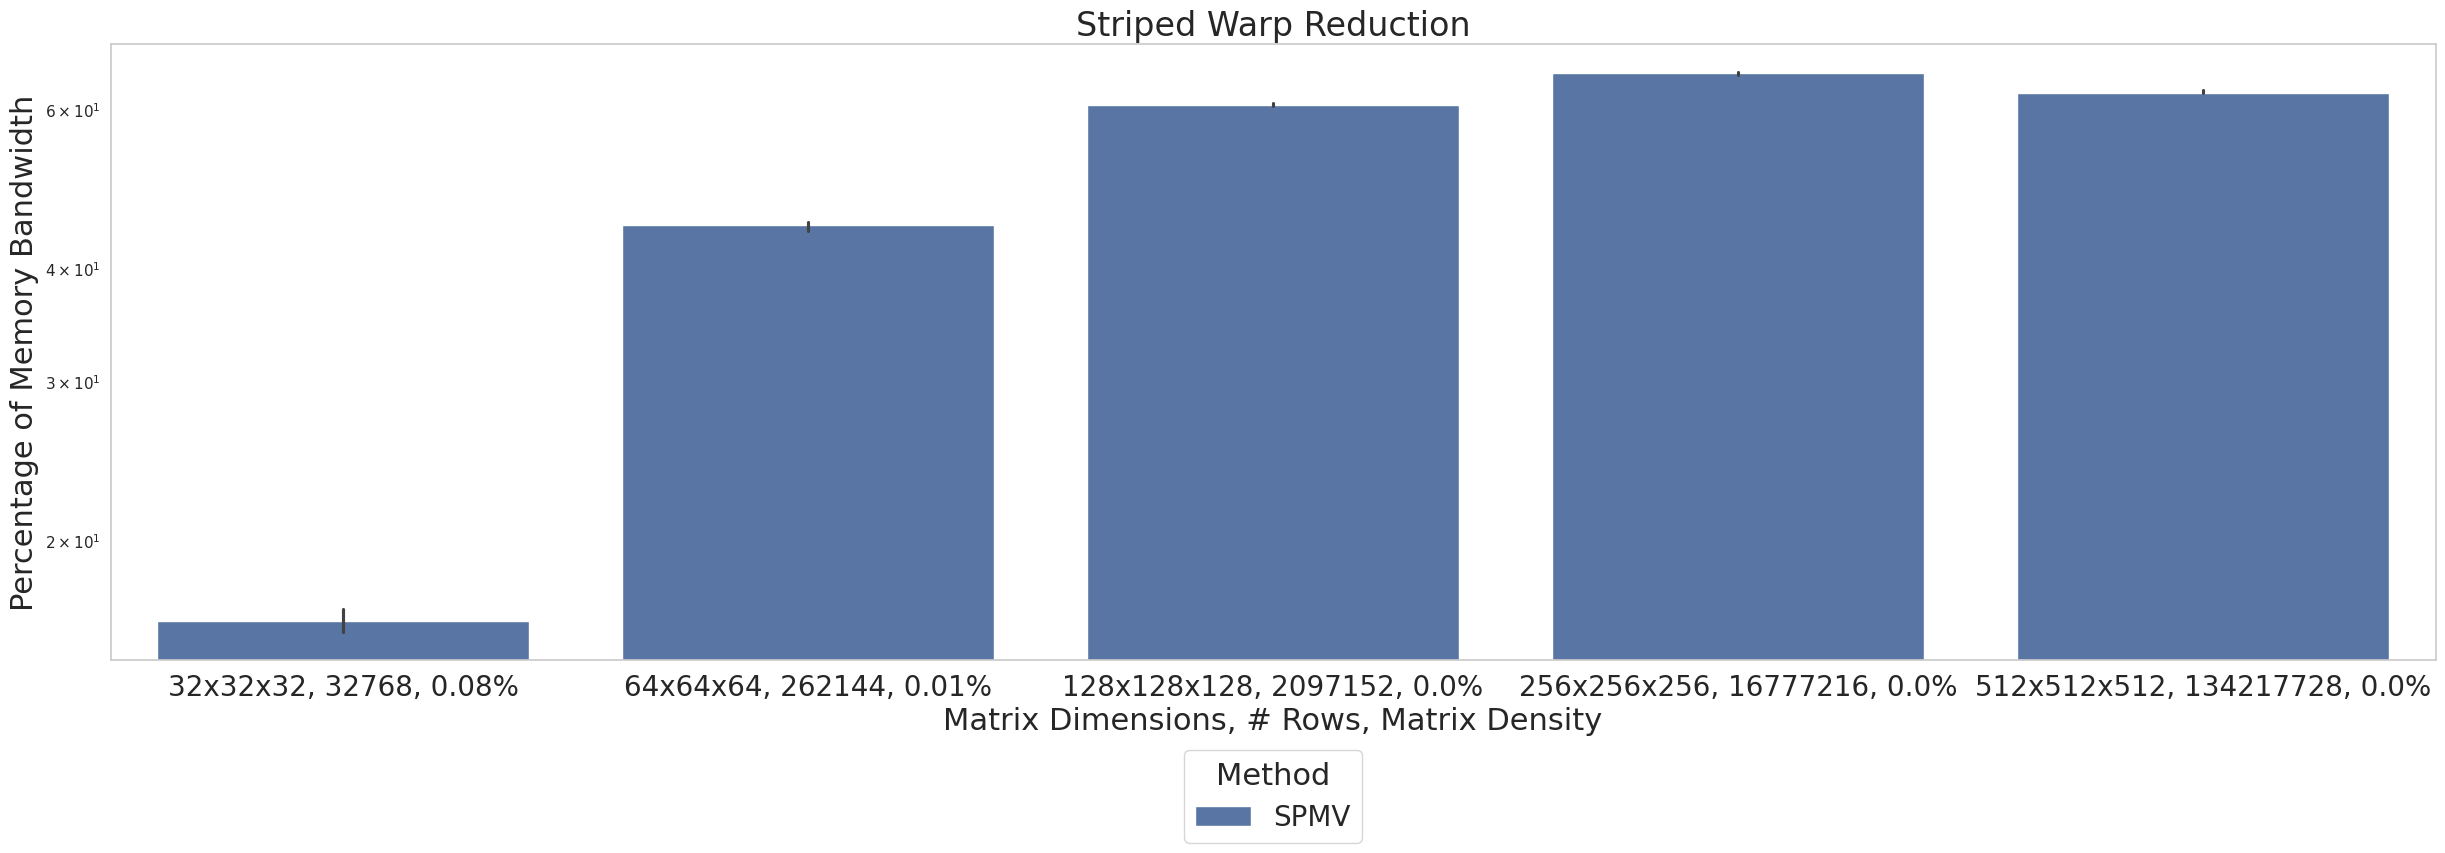 Striped Warp Reduction
Percentage of Memory Bandwidth
6 × 10¹
4 × 10¹
3 × 10¹
2 × 10¹
32x32x32, 32768, 0.08%
64x64x64, 262144, 0.01%
128x128x128, 2097152, 0.0%
256x256x256, 16777216, 0.0%
512x512x512, 134217728, 0.0%
Matrix Dimensions, # Rows, Matrix Density
Method
SPMV